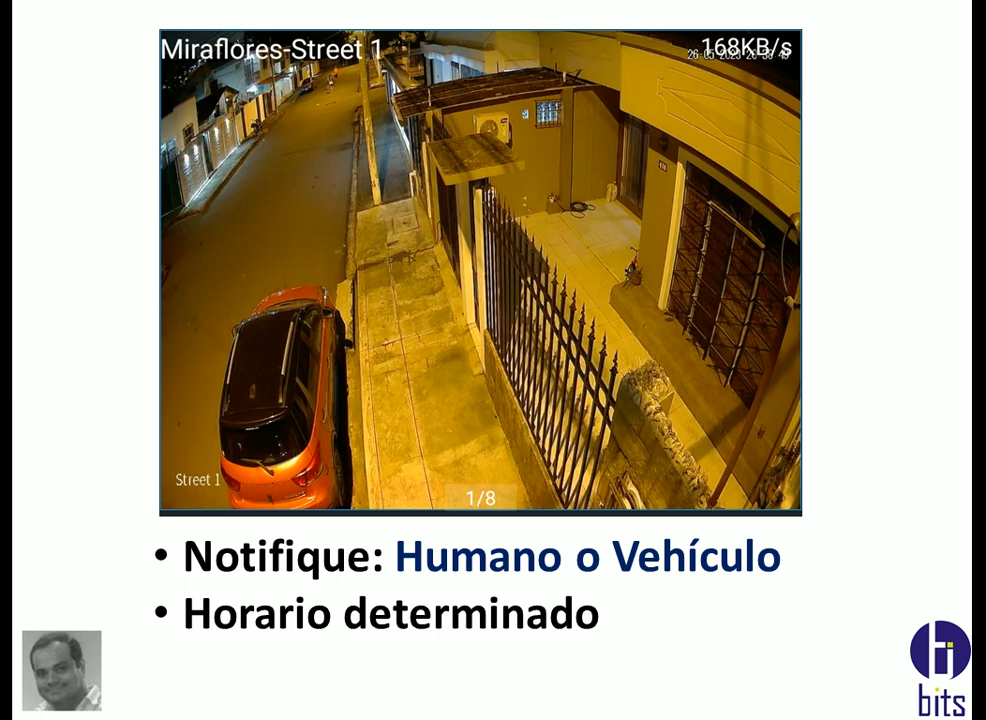 Miraflores-Street 1
168KB/s
Street 1
1/8
• Notifique: Humano o Vehículo
• Horario determinado
bits